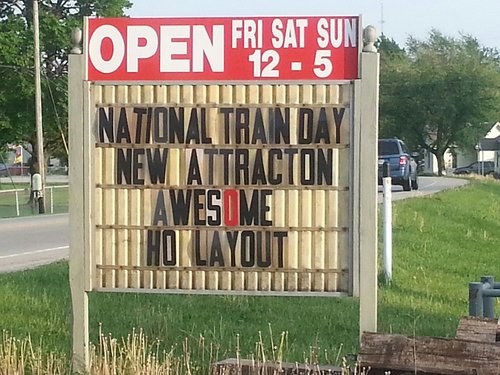 OPEN FRI SAT SUN
12 - 5
NATIONAL TRAIN DAY
NEW ATTRACTON
AWESOME
HO LAYOUT